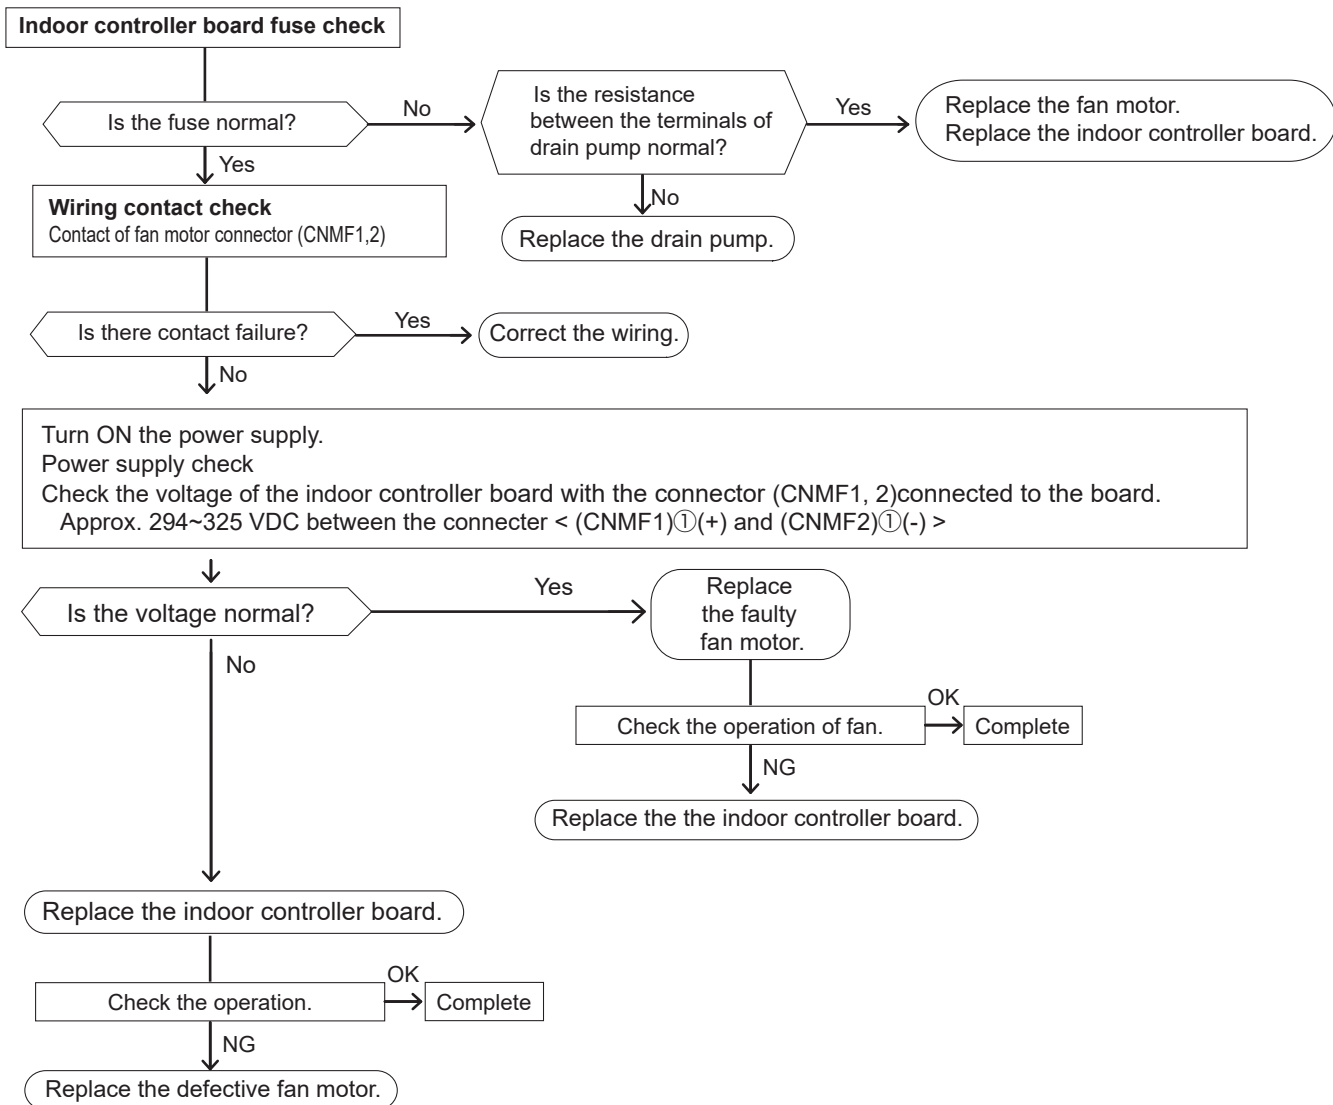 Indoor controller board fuse check
Is the fuse normal?
No
Is the resistance
between the terminals of
drain pump normal?
Yes
Replace the fan motor.
Replace the indoor controller board.
Yes
No
Replace the drain pump.
Wiring contact check
Contact of fan motor connector (CNMF1,2)
Is there contact failure?
Yes
Correct the wiring.
No
Turn ON the power supply.
Power supply check
Check the voltage of the indoor controller board with the connector (CNMF1, 2)connected to the board.
Approx. 294~325 VDC between the connecter < (CNMF1)①(+) and (CNMF2)①(-) >
Is the voltage normal?
Yes
Replace
the faulty
fan motor.
No
Check the operation of fan.
OK
Complete
NG
Replace the the indoor controller board.
Replace the indoor controller board.
Check the operation.
OK
Complete
NG
Replace the defective fan motor.